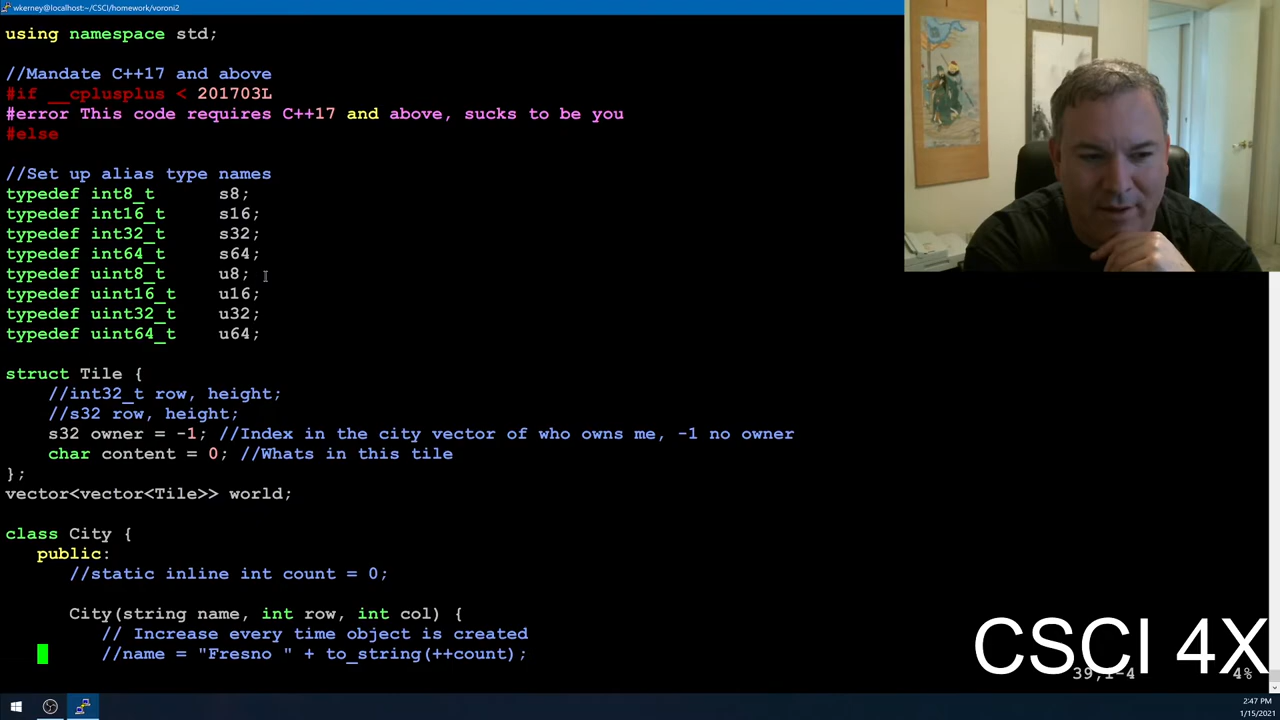 wkerney@localhost:~/CSCI/homework/voroni2
using namespace std;
//Mandate C++17 and above
#if __cplusplus < 201703L
#error This code requires C++17 and above, sucks to be you
#else
//Set up alias type names
typedef int8_t      s8;
typedef int16_t     s16;
typedef int32_t     s32;
typedef int64_t     s64;
typedef uint8_t     u8;
typedef uint16_t    u16;
typedef uint32_t    u32;
typedef uint64_t    u64;
struct Tile {
    //int32_t row, height;
    //s32 row, height;
    s32 owner = -1; //Index in the city vector of who owns me, -1 no owner
    char content = 0; //Whats in this tile
};
vector<vector<Tile>> world;
class City {
   public:
      //static inline int count = 0;
      City(string name, int row, int col) {
         // Increase every time object is created
         //name = "Fresno " + to_string(++count);
CSCI 4X
39,1-4
4%
2:47 PM
1/15/2021